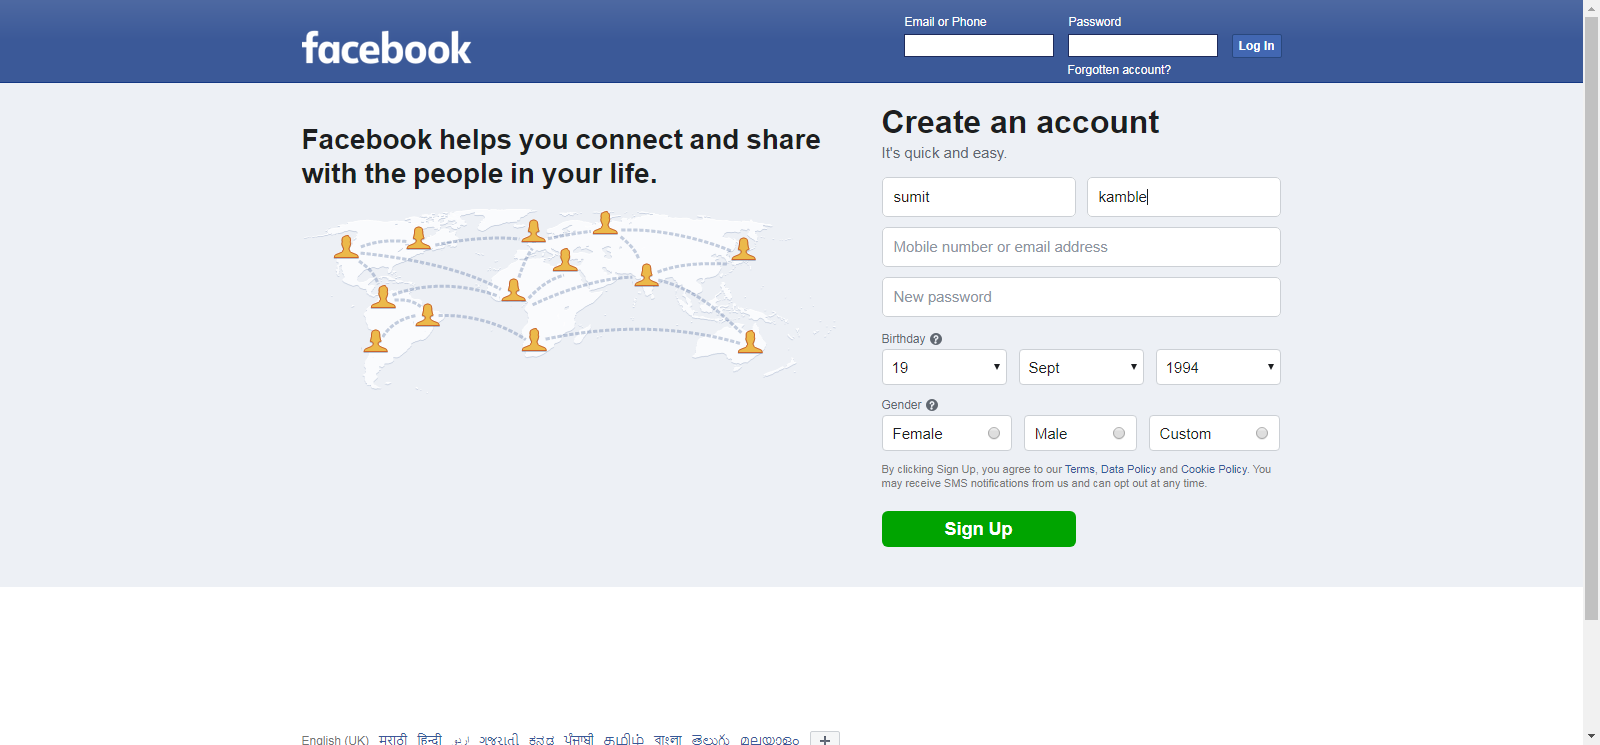 facebook
Email or Phone
Password
Log In
Forgotten account?
Facebook helps you connect and share
with the people in your life.
Create an account
It's quick and easy.
sumit
kamble
Mobile number or email address
New password
Birthday ?
19
Sept
1994
Gender ?
Female
Male
Custom
By clicking Sign Up, you agree to our Terms, Data Policy and Cookie Policy. You
may receive SMS notifications from us and can opt out at any time.
Sign Up
English (UK) मराठी हिन्दी اردو ગુજરાતી ಕನ್ನಡ ਪੰਜਾਬੀ தமிழ் বাংলা తెలుగు മലയാളം +